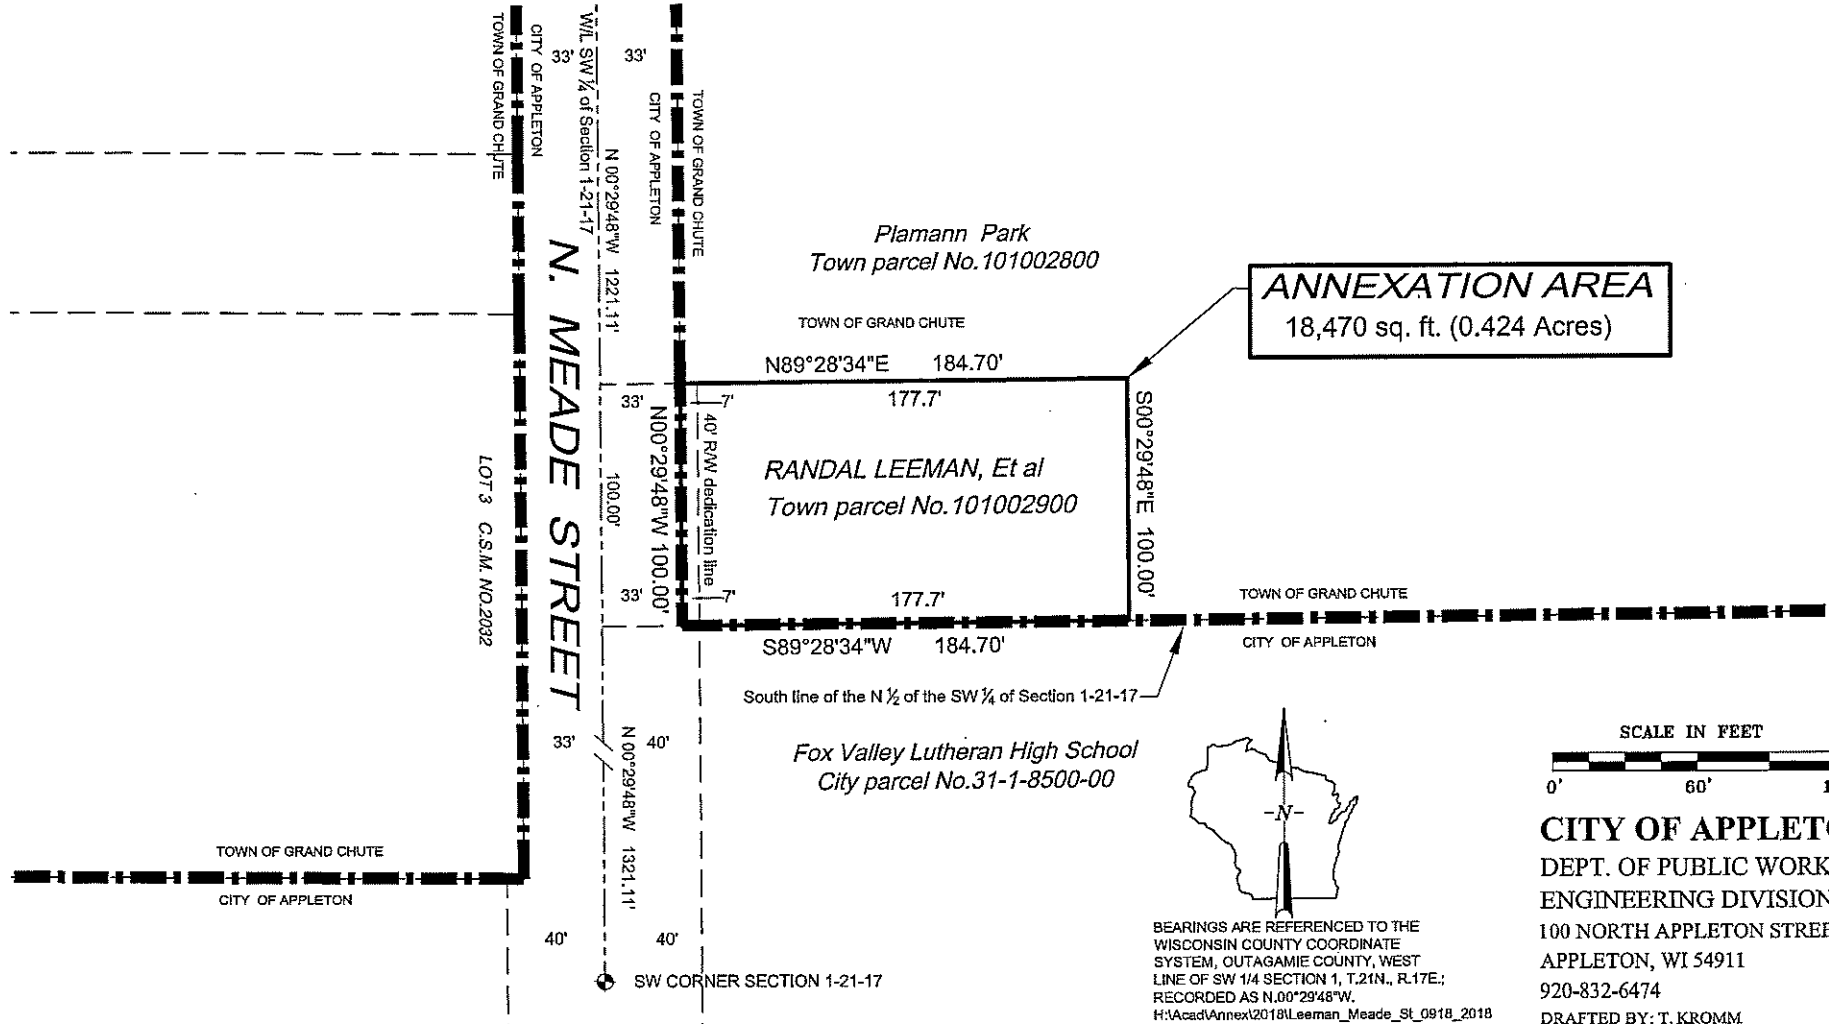 TOWN OF GRAND CHUTE
CITY OF APPLETON
33'
W/L SW ¼ of Section 1-21-17
33'
CITY OF APPLETON
TOWN OF GRAND CHUTE
N 00°29'48"W 1221.11'
N. MEADE STREET
Plamann Park
Town parcel No.101002800
ANNEXATION AREA
18,470 sq. ft. (0.424 Acres)
TOWN OF GRAND CHUTE
N89°28'34"E 184.70'
33'
7'
177.7'
N00°29'48"W 100.00'
40' R/W dedication line
100.00'
RANDAL LEEMAN, Et al
Town parcel No.101002900
S00°29'48"E 100.00'
LOT 3 C.S.M. NO.2032
33'
7'
177.7'
TOWN OF GRAND CHUTE
CITY OF APPLETON
S89°28'34"W 184.70'
South line of the N ½ of the SW ¼ of Section 1-21-17
33'
40'
N 00°29'48"W 1321.11'
Fox Valley Lutheran High School
City parcel No.31-1-8500-00
TOWN OF GRAND CHUTE
CITY OF APPLETON
40'
40'
SW CORNER SECTION 1-21-17
-N-
BEARINGS ARE REFERENCED TO THE
WISCONSIN COUNTY COORDINATE
SYSTEM, OUTAGAMIE COUNTY, WEST
LINE OF SW 1/4 SECTION 1, T.21N., R.17E.;
RECORDED AS N.00°29'48"W.
H:\Acad\Annex\2018\Leeman_Meade_St_0918_2018
SCALE IN FEET
0'
60'
CITY OF APPLETO
DEPT. OF PUBLIC WORK
ENGINEERING DIVISION
100 NORTH APPLETON STREE
APPLETON, WI 54911
920-832-6474
DRAFTED BY: T. KROMM